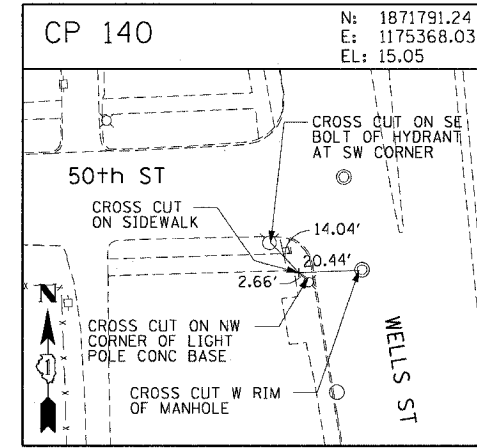 CP 140
N: 1871791.24
E: 1175368.03
EL: 15.05
CROSS CUT ON SE
BOLT OF HYDRANT
AT SW CORNER
50th ST
CROSS CUT
ON SIDEWALK
14.04'
20.44'
2.66'
N
1
CROSS CUT ON NW
CORNER OF LIGHT
POLE CONC BASE
CROSS CUT W RIM
OF MANHOLE
WELLS ST